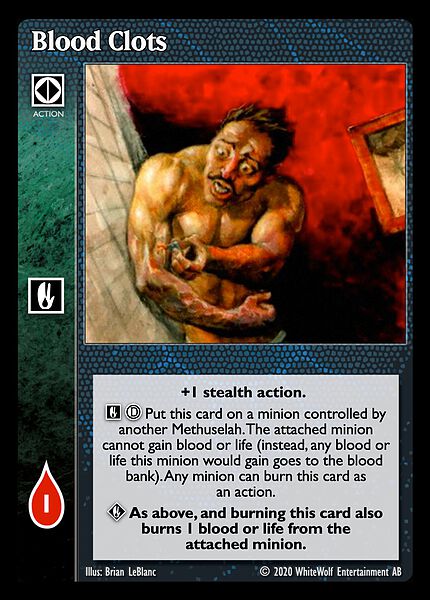 Blood Clots
ACTION
+1 stealth action.
D Put this card on a minion controlled by
another Methuselah.The attached minion
cannot gain blood or life (instead, any blood or
life this minion would gain goes to the blood
bank). Any minion can burn this card as
an action.
As above, and burning this card also
burns 1 blood or life from the
attached minion.
1
Illus: Brian LeBlanc © 2020 WhiteWolf Entertainment AB